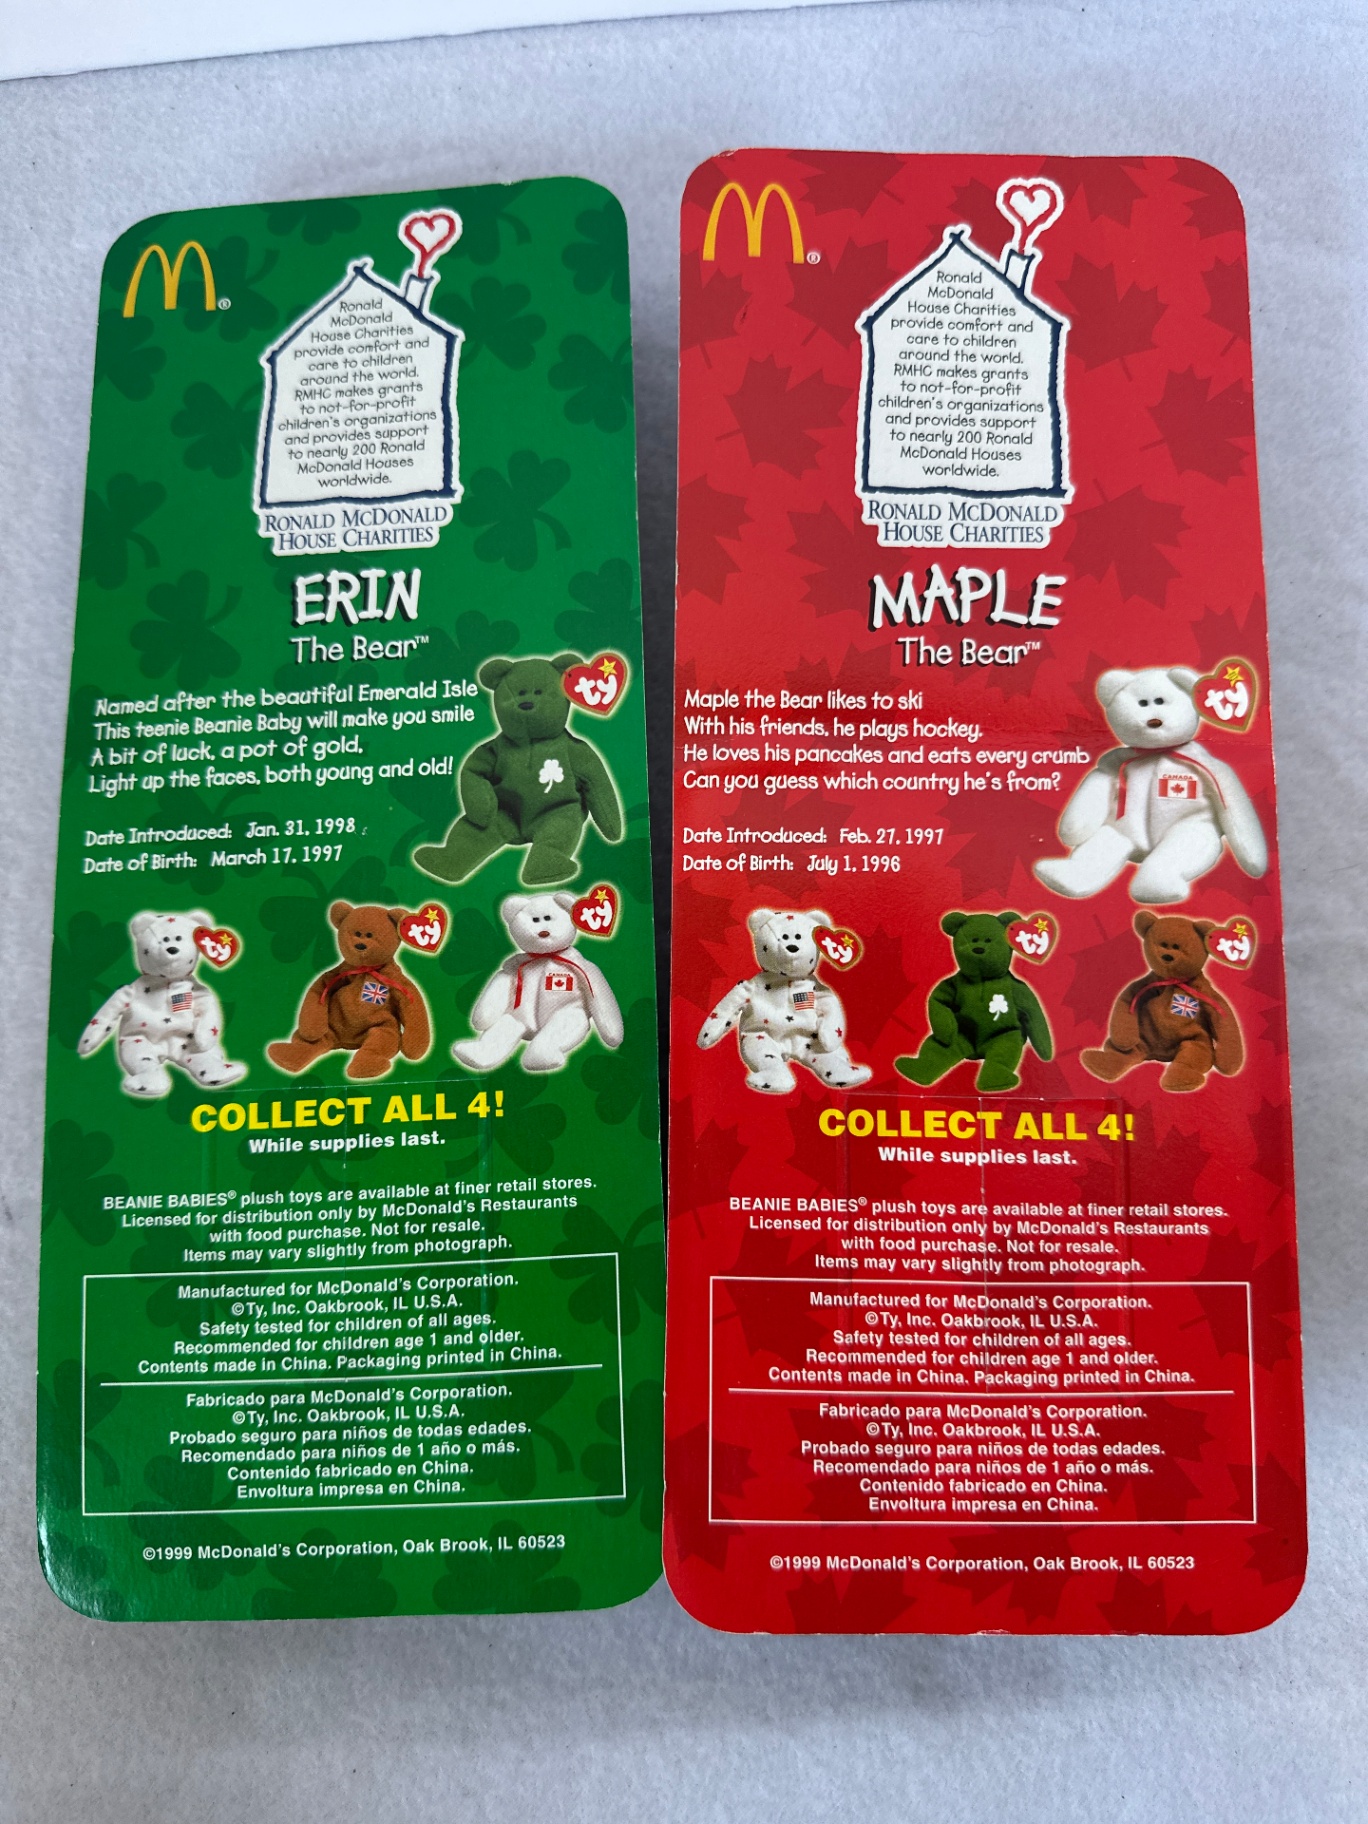 Ronald
McDonald
House Charities
provide comfort and
care to children
around the world.
RMHC makes grants
to not-for-profit
children's organizations
and provides support
to nearly 200 Ronald
McDonald Houses
worldwide.
RONALD MCDONALD
HOUSE CHARITIES
ERIN
The Bear™
Named after the beautiful Emerald Isle
This teenie Beanie Baby will make you smile
A bit of luck, a pot of gold,
Light up the faces, both young and old!
ty
Date Introduced: Jan. 31, 1998
Date of Birth: March 17, 1997
ty
ty
ty
CANADA
COLLECT ALL 4!
While supplies last.
BEANIE BABIES® plush toys are available at finer retail stores.
Licensed for distribution only by McDonald's Restaurants
with food purchase. Not for resale.
Items may vary slightly from photograph.
Manufactured for McDonald's Corporation.
©Ty, Inc. Oakbrook, IL U.S.A.
Safety tested for children of all ages.
Recommended for children age 1 and older.
Contents made in China. Packaging printed in China.
Fabricado para McDonald's Corporation.
©Ty, Inc. Oakbrook, IL U.S.A.
Probado seguro para niños de todas edades.
Recomendado para niños de 1 año o más.
Contenido fabricado en China.
Envoltura impresa en China.
©1999 McDonald's Corporation, Oak Brook, IL 60523
Ronald
McDonald
House Charities
provide comfort and
care to children
around the world.
RMHC makes grants
to not-for-profit
children's organizations
and provides support
to nearly 200 Ronald
McDonald Houses
worldwide.
RONALD MCDONALD
HOUSE CHARITIES
MAPLE
The Bear™
Maple the Bear likes to ski
With his friends, he plays hockey.
He loves his pancakes and eats every crumb
Can you guess which country he's from?
ty
CANADA
Date Introduced: Feb. 27, 1997
Date of Birth: July 1, 1996
ty
ty
ty
COLLECT ALL 4!
While supplies last.
BEANIE BABIES® plush toys are available at finer retail stores.
Licensed for distribution only by McDonald's Restaurants
with food purchase. Not for resale.
Items may vary slightly from photograph.
Manufactured for McDonald's Corporation.
©Ty, Inc. Oakbrook, IL U.S.A.
Safety tested for children of all ages.
Recommended for children age 1 and older.
Contents made in China. Packaging printed in China.
Fabricado para McDonald's Corporation.
©Ty, Inc. Oakbrook, IL U.S.A.
Probado seguro para niños de todas edades.
Recomendado para niños de 1 año o más.
Contenido fabricado en China.
Envoltura impresa en China.
©1999 McDonald's Corporation, Oak Brook, IL 60523